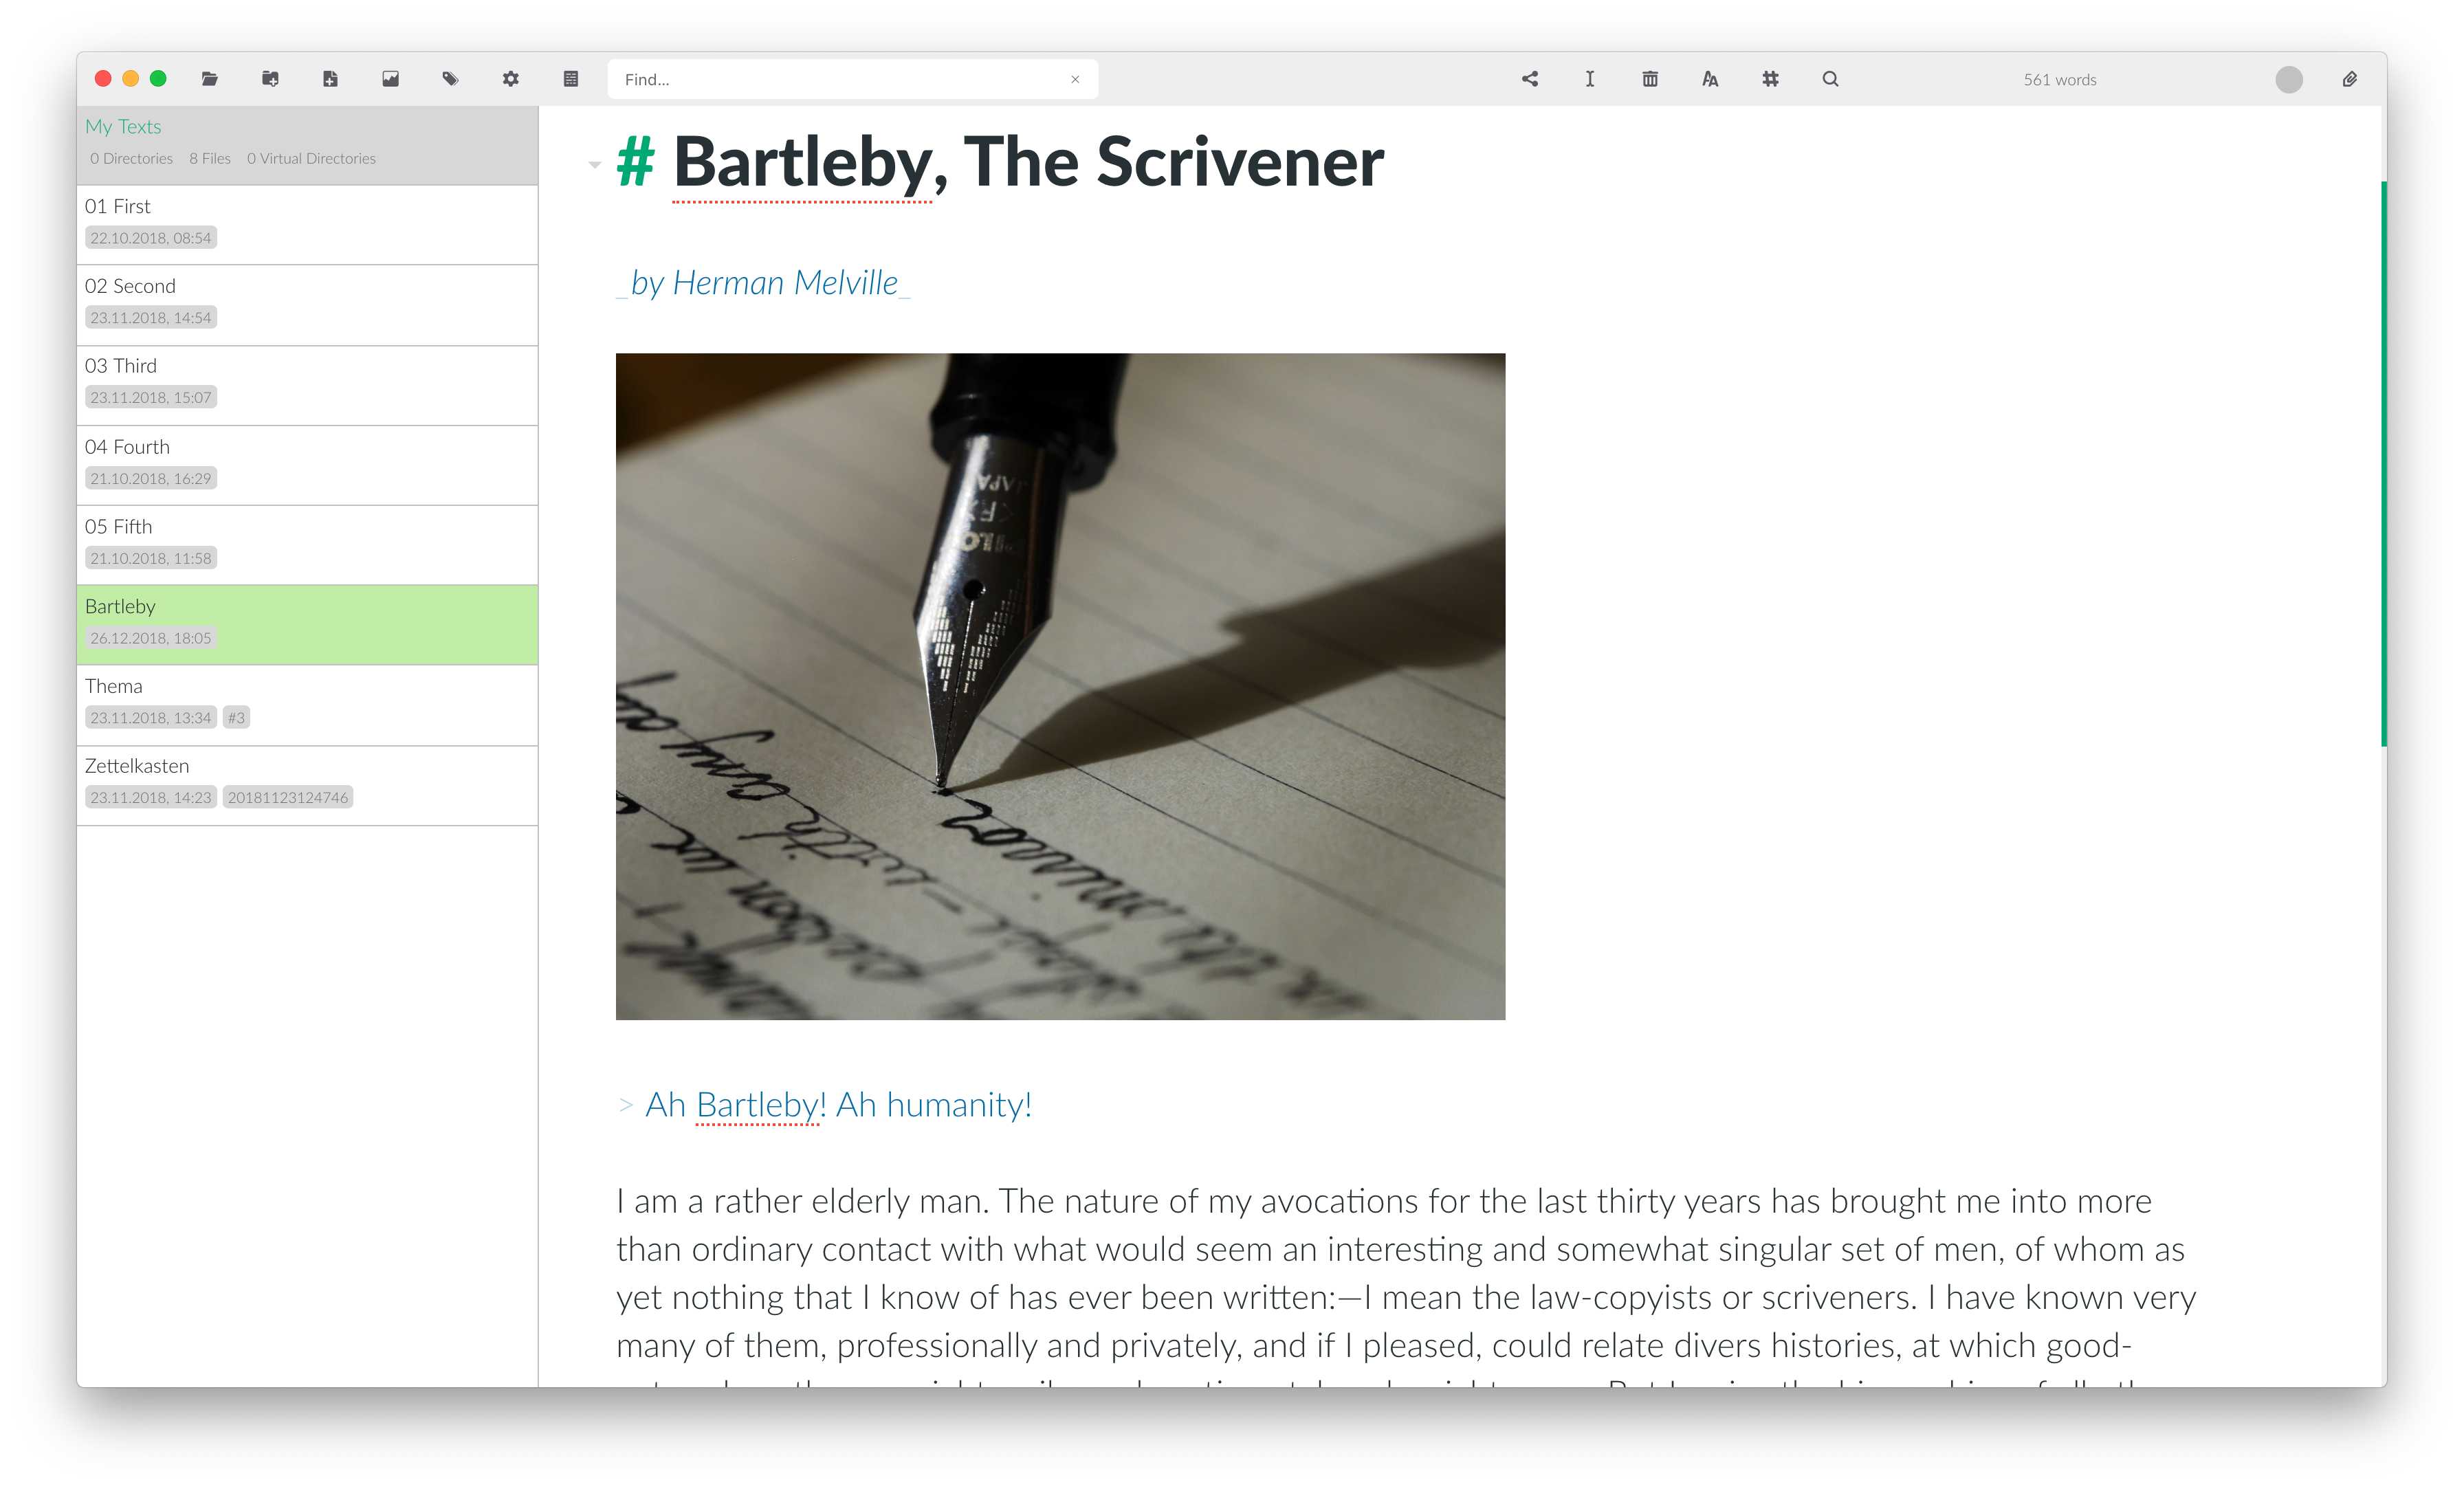 Find...
561 words
My Texts
0 Directories 8 Files 0 Virtual Directories
01 First
22.10.2018, 08:54
02 Second
23.11.2018, 14:54
03 Third
23.11.2018, 15:07
04 Fourth
21.10.2018, 16:29
05 Fifth
21.10.2018, 11:58
Bartleby
26.12.2018, 18:05
Thema
23.11.2018, 13:34 #3
Zettelkasten
23.11.2018, 14:23 20181123124746
# Bartleby, The Scrivener
_by Herman Melville_
JAPA
> Ah Bartleby! Ah humanity!
I am a rather elderly man. The nature of my avocations for the last thirty years has brought me into more
than ordinary contact with what would seem an interesting and somewhat singular set of men, of whom as
yet nothing that I know of has ever been written:—I mean the law-copyists or scriveners. I have known very
many of them, professionally and privately, and if I pleased, could relate divers histories, at which good-